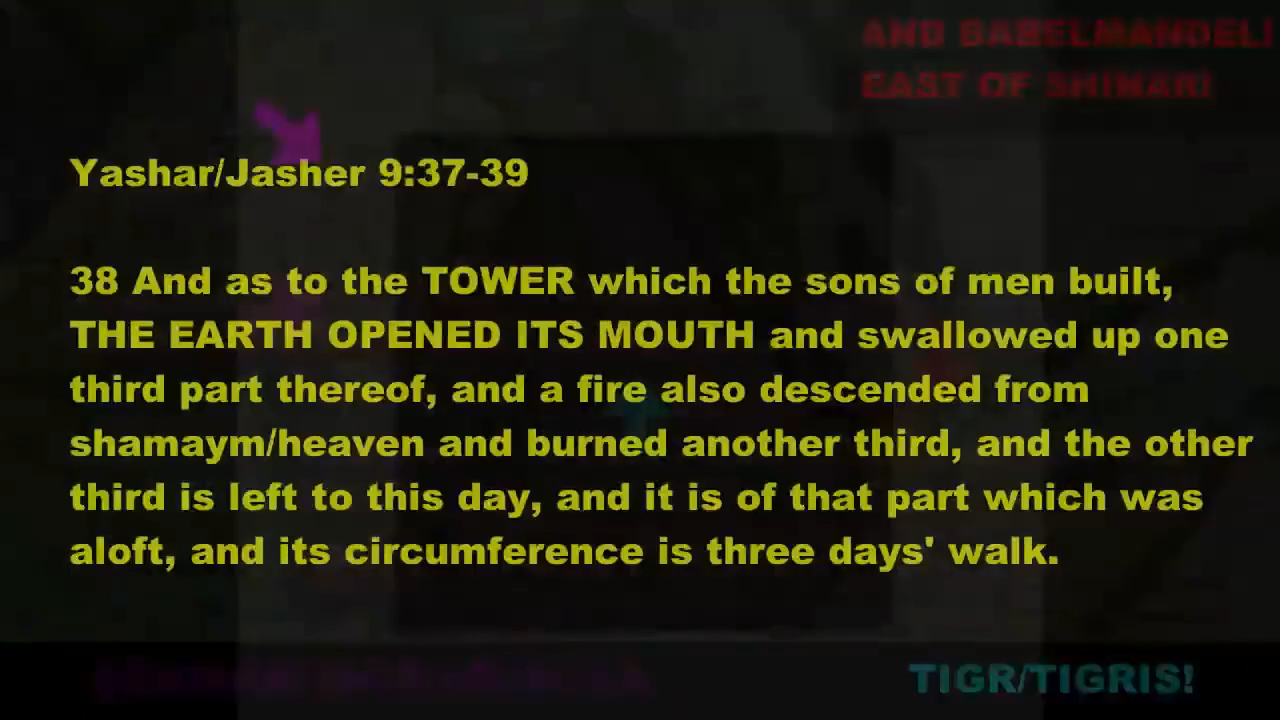 AND BABELMANDEL!
EAST OF SHINAR!
Yashar/Jasher 9:37-39
38 And as to the TOWER which the sons of men built,
THE EARTH OPENED ITS MOUTH and swallowed up one
third part thereof, and a fire also descended from
shamaym/heaven and burned another third, and the other
third is left to this day, and it is of that part which was
aloft, and its circumference is three days' walk.
TIGR/TIGRIS!